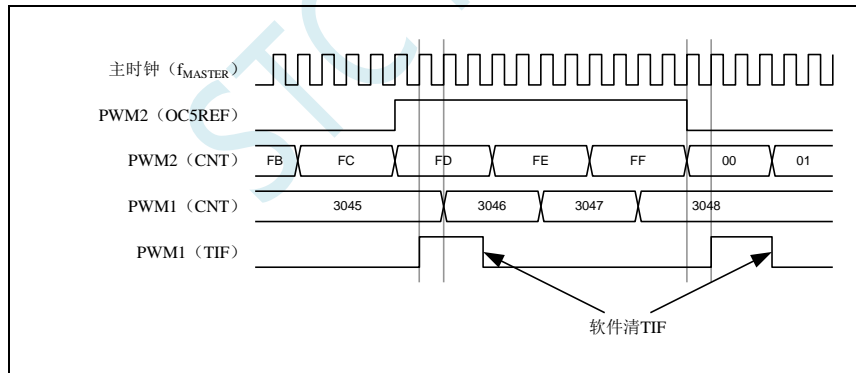 主时钟（fMASTER）
PWM2（OC5REF）
PWM2（CNT） FB FC FD FE FF 00 01
PWM1（CNT） 3045 3046 3047 3048
PWM1（TIF）
软件清TIF